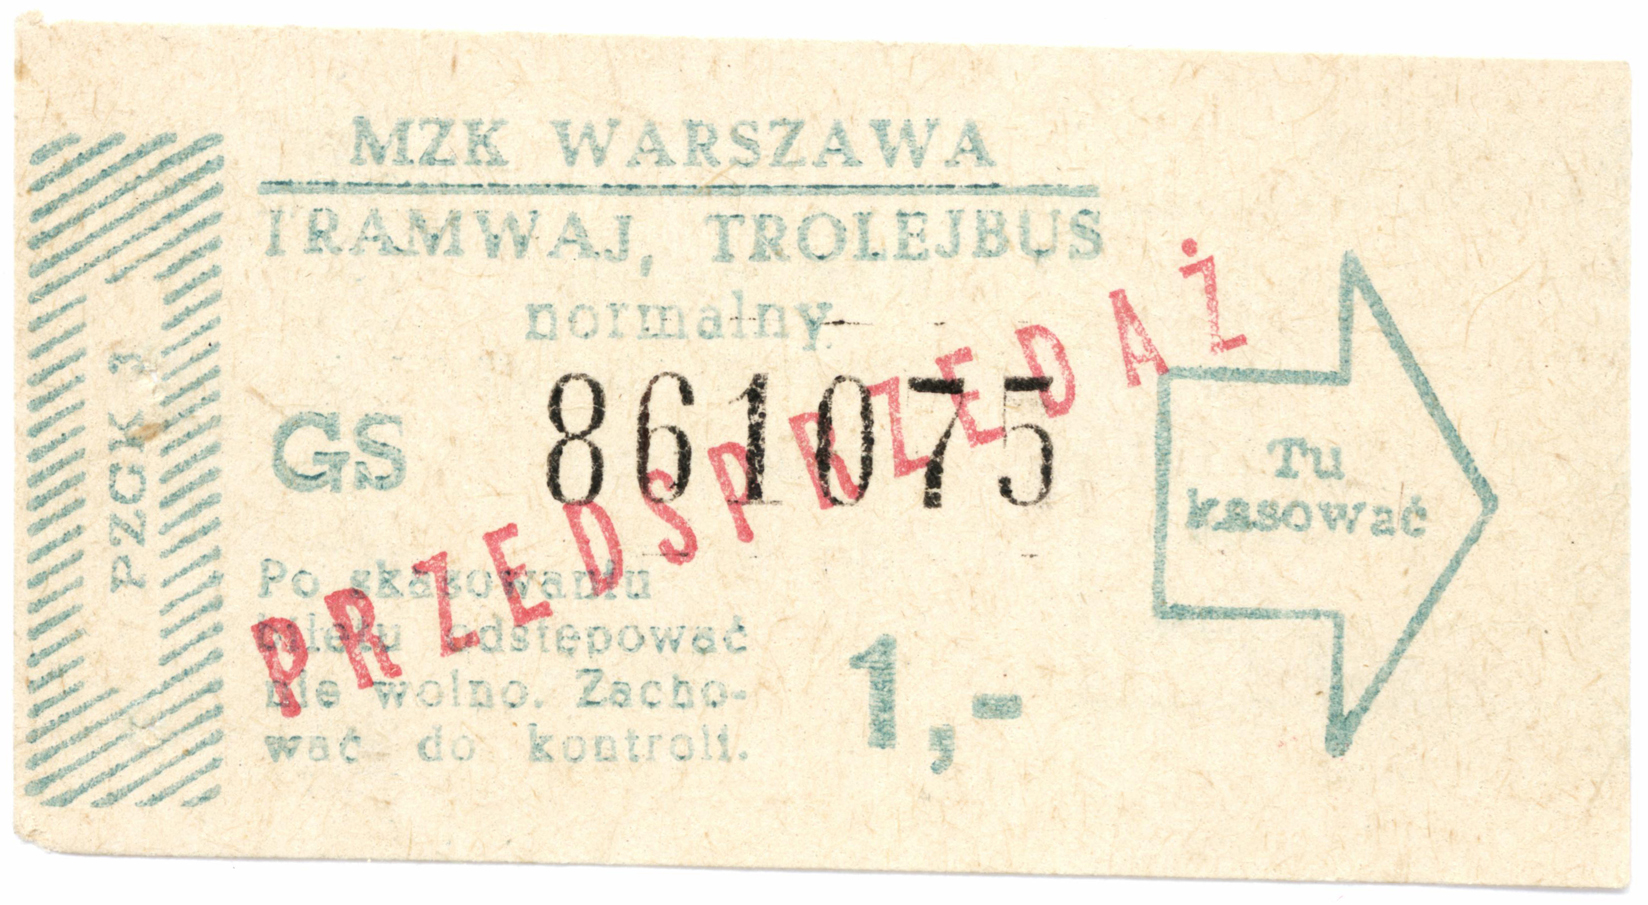 MZK WARSZAWA
TRAMWAJ, TROLEJBUS
normalny
GS 861075
PRZEDSPRZEDAŻ
Po skasowaniu
biletu odstępować
nie wolno. Zacho-
wać do kontroli.
1,-
Tu
kasować
PZGK